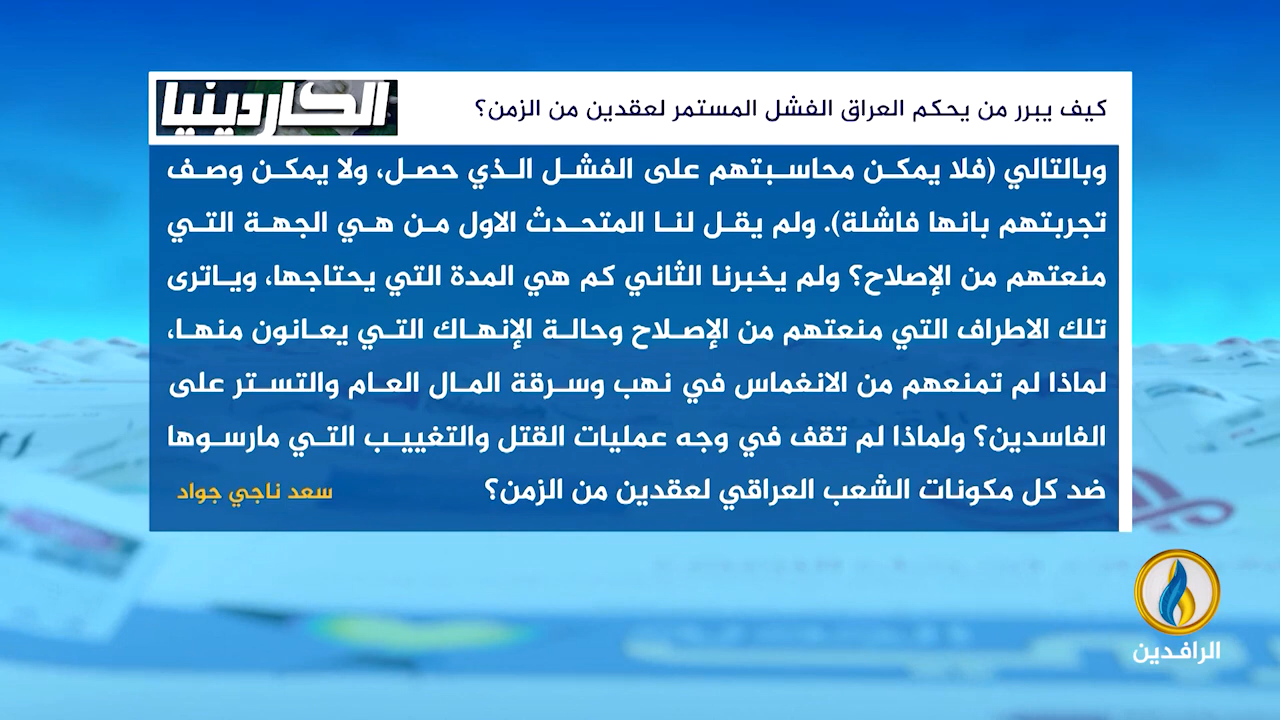 الكاردينيا
كيف يبرر من يحكم العراق الفشل المستمر لعقدين من الزمن؟
وبالتالي (فلا يمكن محاسبتهم على الفشل الذي حصل، ولا يمكن وصف
تجربتهم بانها فاشلة). ولم يقل لنا المتحدث الاول من هي الجهة التي
منعتهم من الإصلاح؟ ولم يخبرنا الثاني كم هي المدة التي يحتاجها، وياترى
تلك الاطراف التي منعتهم من الإصلاح وحالة الإنهاك التي يعانون منها،
لماذا لم تمنعهم من الانغماس في نهب وسرقة المال العام والتستر على
الفاسدين؟ ولماذا لم تقف في وجه عمليات القتل والتغييب التي مارسوها
ضد كل مكونات الشعب العراقي لعقدين من الزمن؟
سعد ناجي جواد
الرافدين